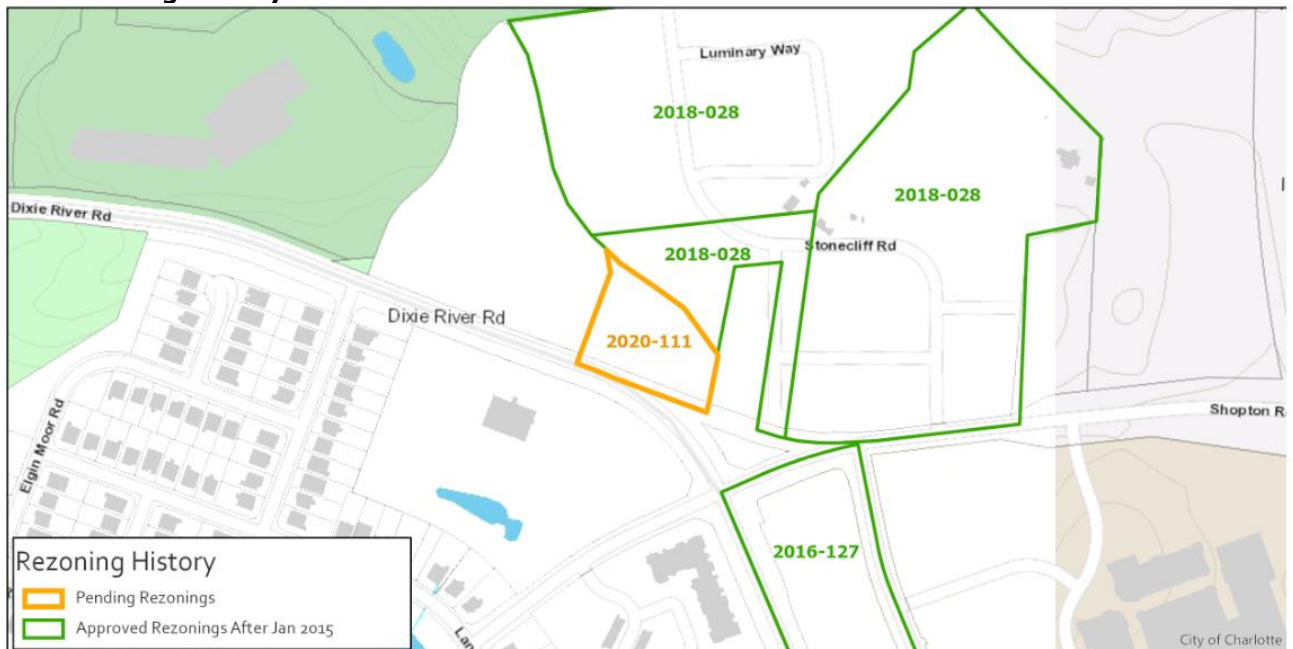 Luminary Way
2018-028
2018-028
Dixie River Rd
Stonecliff Rd
2018-028
Dixie River Rd
2020-111
Shopton R
Elgin Moor Rd
2016-127
Rezoning History
Pending Rezonings
Approved Rezonings After Jan 2015
Lan
City of Charlotte